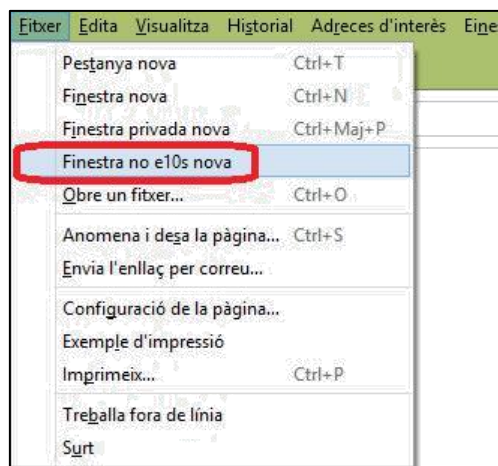 Fitxer Edita Visualitza Historial Adreces d'interès Eine
Pestanya nova Ctrl+T
Finestra nova Ctrl+N
Finestra privada nova Ctrl+Maj+P
Finestra no e10s nova
Obre un fitxer... Ctrl+O
Anomena i desa la pàgina... Ctrl+S
Envia l'enllaç per correu...
Configuració de la pàgina...
Exemple d'impressió
Imprimeix... Ctrl+P
Treballa fora de línia
Surt